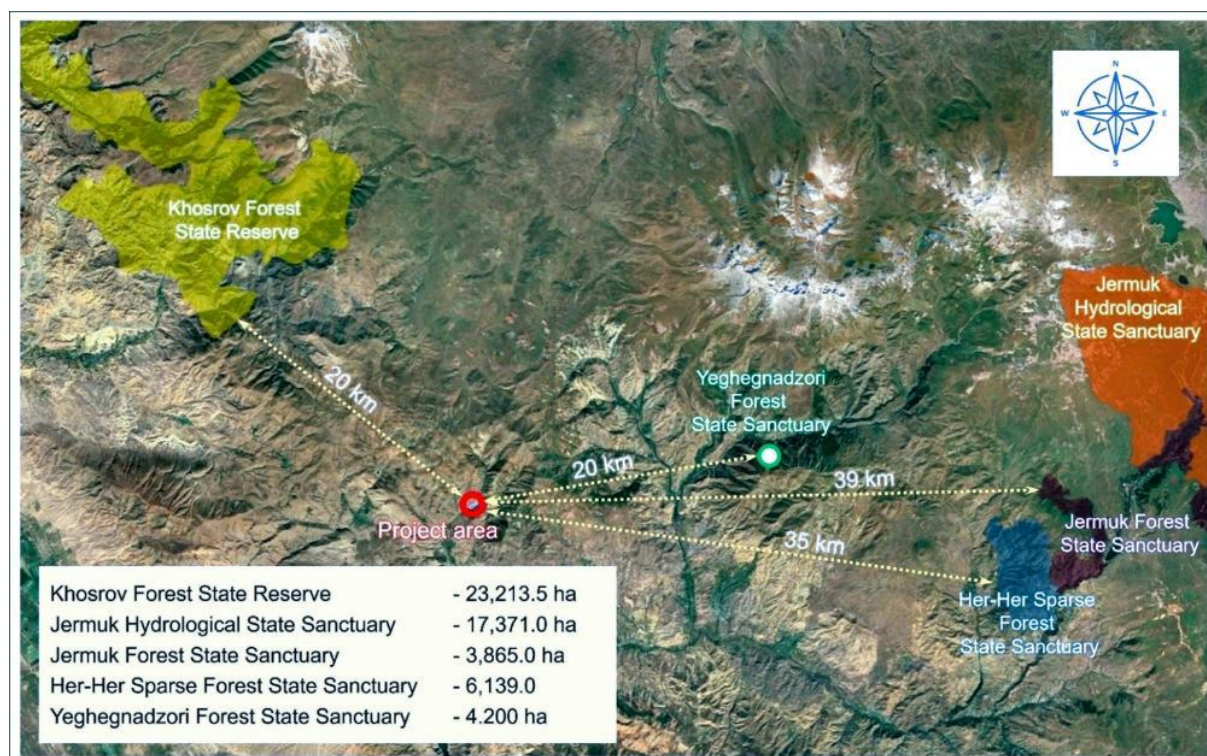 N
W
E
S
Khosrov Forest
State Reserve
Jermuk
Hydrological
State Sanctuary
20 km
Yeghegnadzori
Forest
State Sanctuary
20 km
39 km
Project area
Jermuk Forest
State Sanctuary
35 km
Her-Her Sparse
Forest
State Sanctuary
Khosrov Forest State Reserve - 23,213.5 ha
Jermuk Hydrological State Sanctuary - 17,371.0 ha
Jermuk Forest State Sanctuary - 3,865.0 ha
Her-Her Sparse Forest State Sanctuary - 6,139.0
Yeghegnadzori Forest State Sanctuary - 4.200 ha